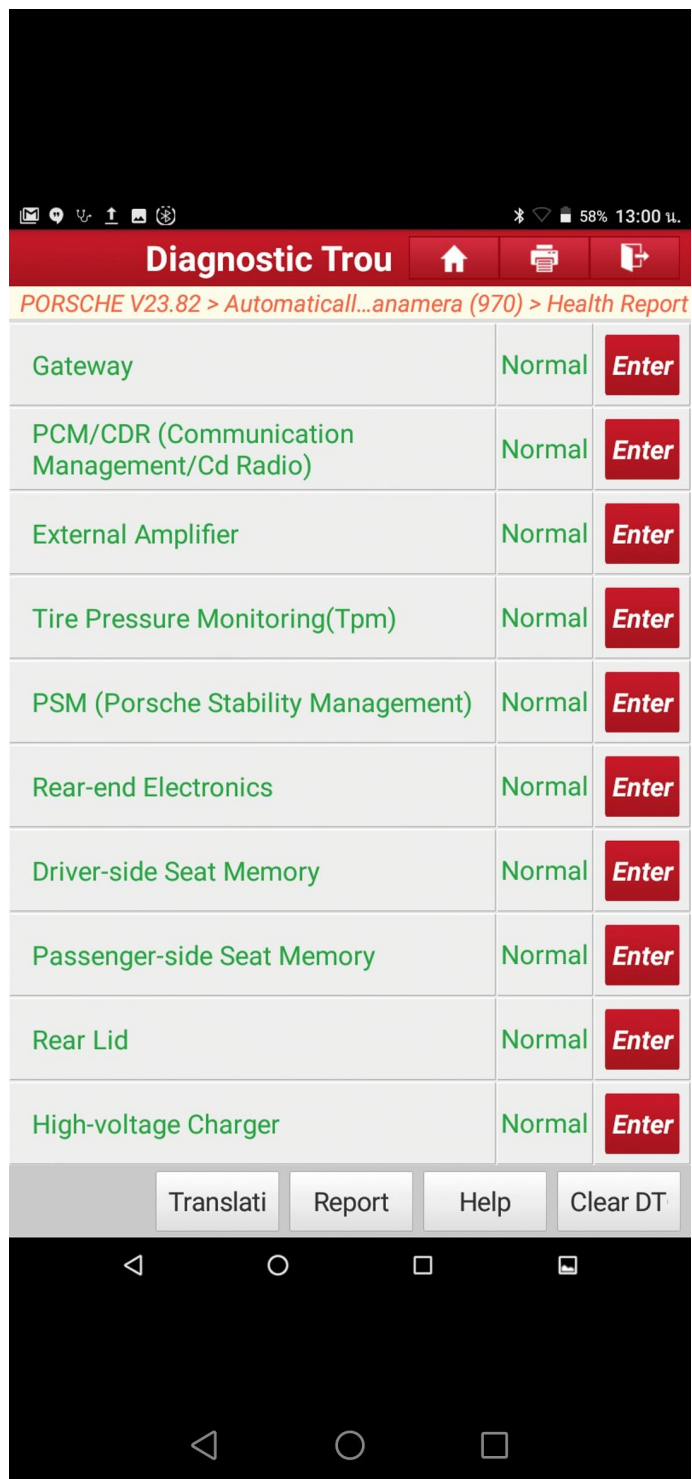 58% 13:00 น.
Diagnostic Trou
PORSCHE V23.82 > Automaticall...anamera (970) > Health Report
Gateway Normal Enter
PCM/CDR (Communication
Management/Cd Radio) Normal Enter
External Amplifier Normal Enter
Tire Pressure Monitoring(Tpm) Normal Enter
PSM (Porsche Stability Management) Normal Enter
Rear-end Electronics Normal Enter
Driver-side Seat Memory Normal Enter
Passenger-side Seat Memory Normal Enter
Rear Lid Normal Enter
High-voltage Charger Normal Enter
Translati Report Help Clear DT